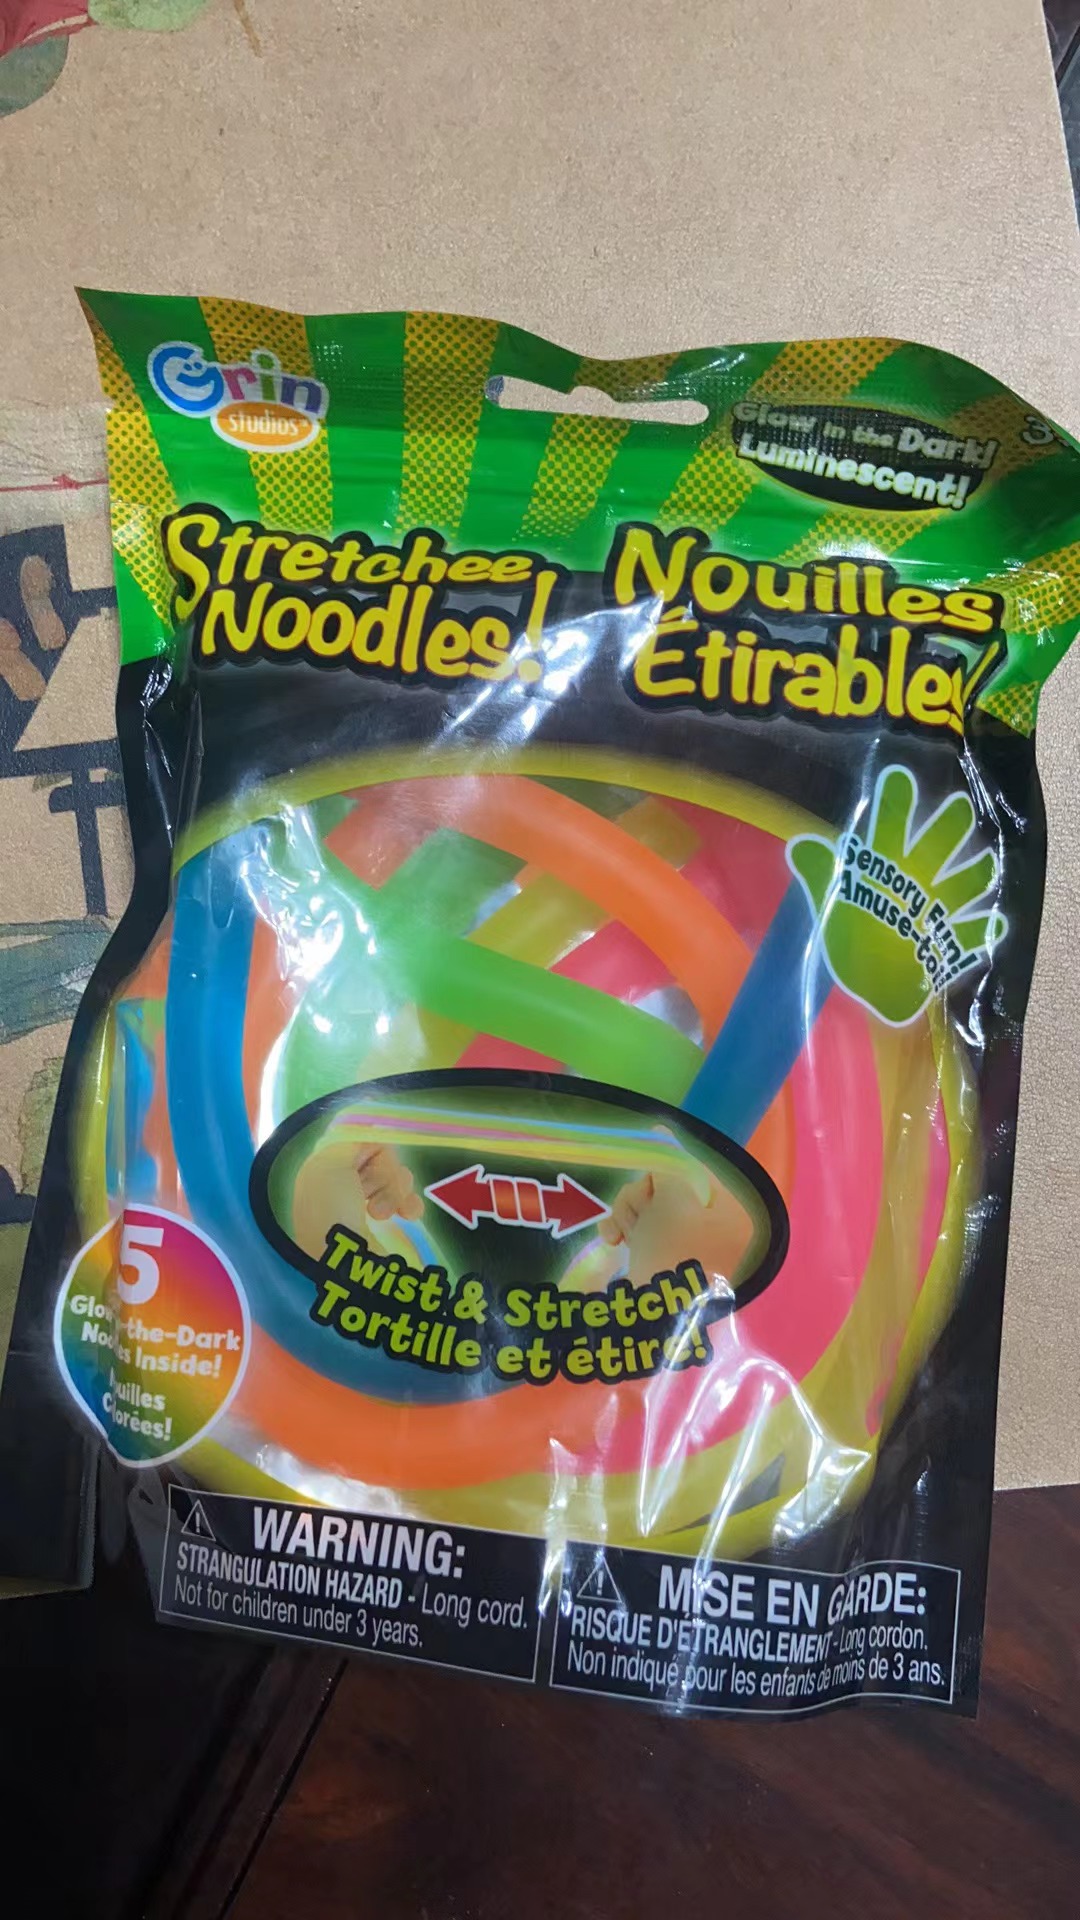 Grin
studios
Glow in the Dark!
Luminescent!
Stretchee
Noodles!
Nouilles
Étirables!
Sensory Fun!
Amuse-toi!
Twist & Stretch!
Tortille et étire!
5
the-Dark
Inside!
WARNING:
STRANGULATION HAZARD - Long cord.
Not for children under 3 years.
MISE EN GARDE:
RISQUE D'ÉTRANGLEMENT - Long cordon.
Non indiqué pour les enfants de moins de 3 ans.